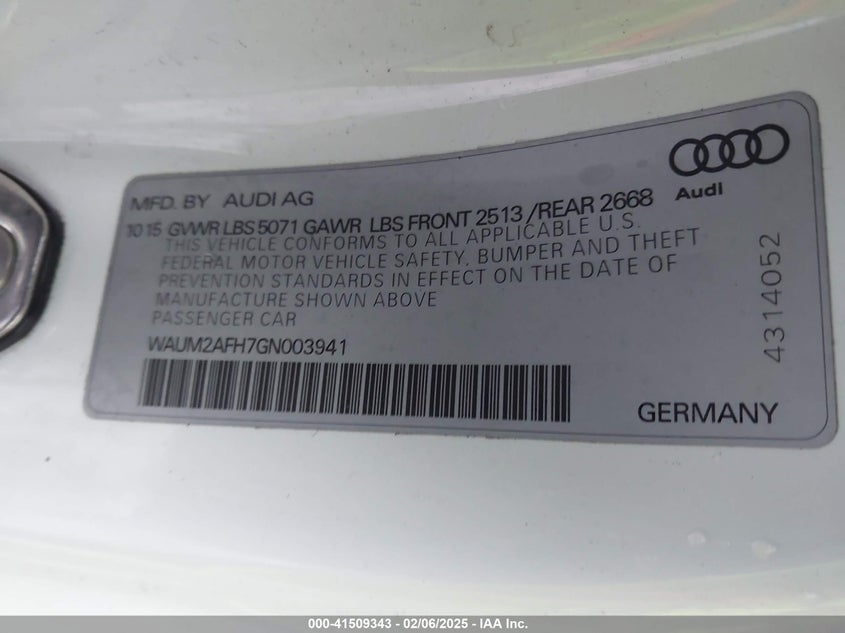 Audi
MFD. BY AUDI AG
10 15 GVWR LBS 5071 GAWR LBS FRONT 2513 /REAR 2668
THIS VEHICLE CONFORMS TO ALL APPLICABLE U.S.
FEDERAL MOTOR VEHICLE SAFETY, BUMPER AND THEFT
PREVENTION STANDARDS IN EFFECT ON THE DATE OF
MANUFACTURE SHOWN ABOVE
PASSENGER CAR
WAUM2AFH7GN003941
4314052
GERMANY
000-41509343 - 02/06/2025 - IAA Inc.